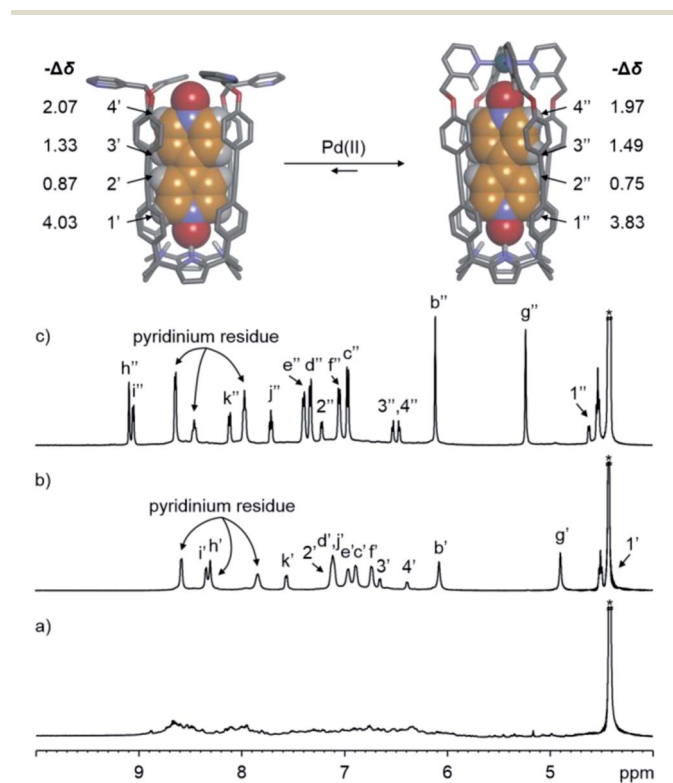 -Δδ -Δδ
2.07 4' 4'' 1.97
1.33 3' Pd(II) 3'' 1.49
0.87 2' 2'' 0.75
4.03 1' 1'' 3.83
b'' g'' *
c) pyridinium residue
h'' i'' k'' j'' e'' d'' f'' c'' 2'' 3'',4'' 1''
b) *
pyridinium residue
i' h' k' 2' d',j' e' c' f' 3' 4' b' g' 1'
a) *
9 8 7 6 5 ppm